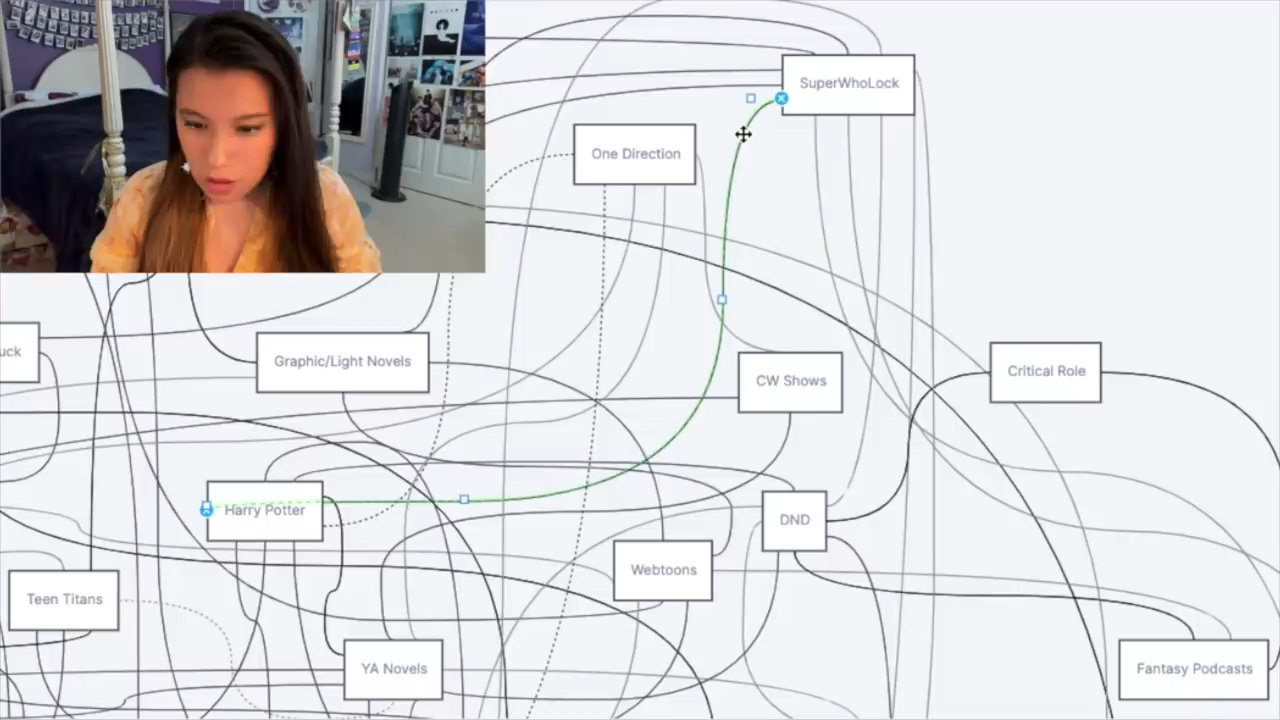 SuperWhoLock
One Direction
uck
Graphic/Light Novels
CW Shows
Critical Role
Harry Potter
DND
Webtoons
Teen Titans
YA Novels
Fantasy Podcasts